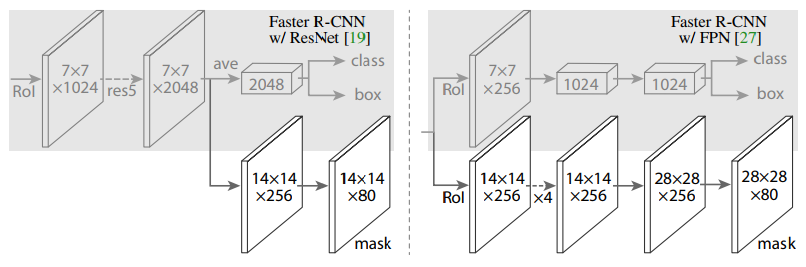 Faster R-CNN
w/ ResNet [19]
RoI
7×7
×1024
res5
7×7
×2048
ave
2048
class
box
14×14
×256
14×14
×80
mask
Faster R-CNN
w/ FPN [27]
RoI
7×7
×256
1024
1024
class
box
RoI
14×14
×256
×4
14×14
×256
28×28
×256
28×28
×80
mask